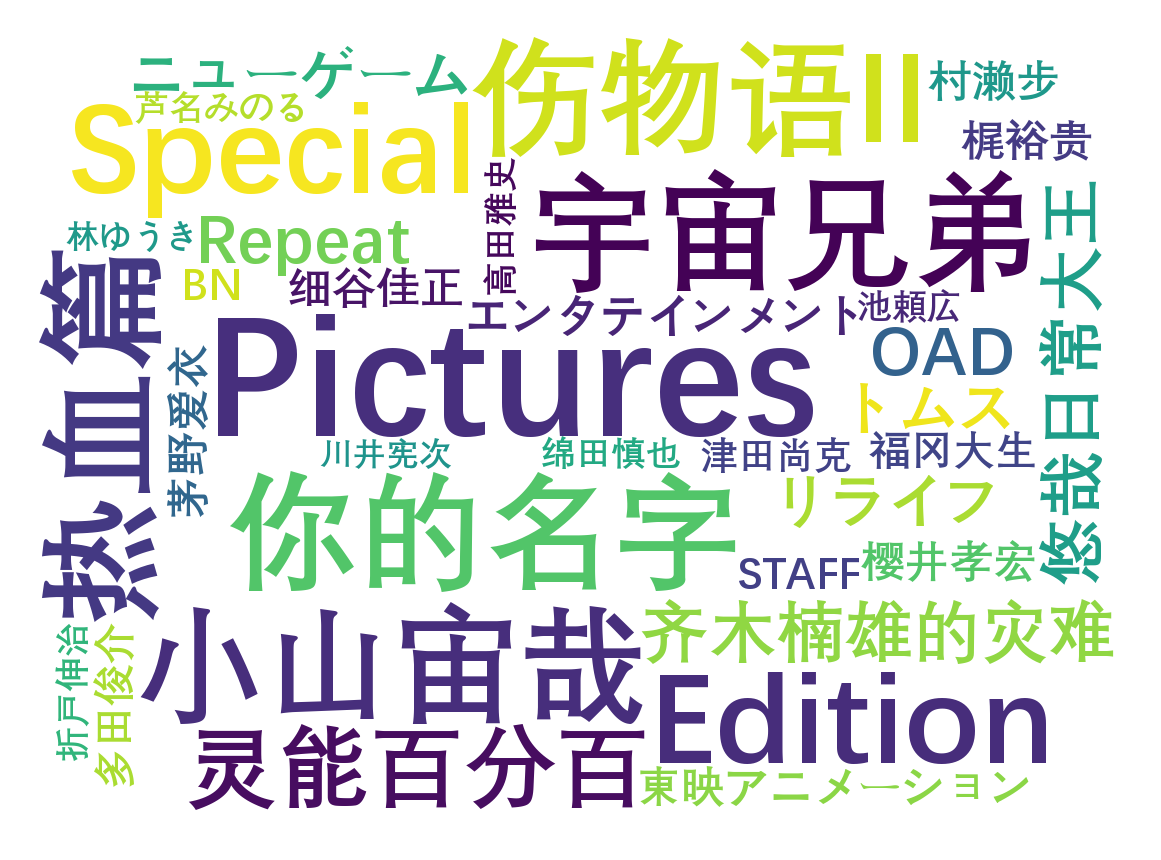 ニューゲーム
伤物语II
村濑步
芦名みのる
Special
梶裕贵
高田雅史
宇宙兄弟
悠哉日常大王
林ゆうき
Repeat
热血篇
BN
细谷佳正
エンタテインメント
池頼広
Pictures
OAD
茅野爱衣
トムス
川井宪次
绵田慎也
津田尚克
福冈大生
你的名字
リライフ
STAFF
樱井孝宏
小山宙哉
齐木楠雄的灾难
折戸伸治
多田俊介
Edition
灵能百分百
東映アニメーション